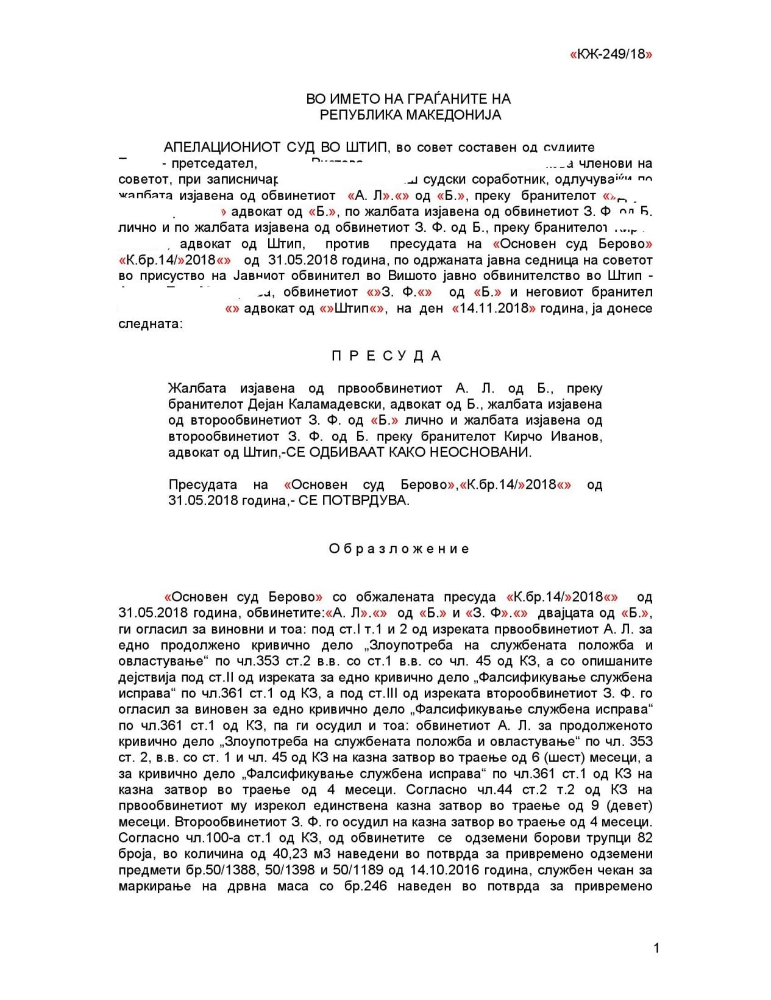 «КЖ-249/18»
ВО ИМЕТО НА ГРАЃАНИТЕ НА
РЕПУБЛИКА МАКЕДОНИЈА
АПЕЛАЦИОНИОТ СУД ВО ШТИП, во совет составен од судиите
- претседател, членови на
советот, при записничар судски соработник, одлучувајќи по
жалбата изјавена од обвинетиот «А. Л».«» од «Б.», преку бранителот «»
» адвокат од «Б.», по жалбата изјавена од обвинетиот З. Ф. од Б.
лично и по жалбата изјавена од обвинетиот З. Ф. од Б., преку бранителот
, адвокат од Штип, против пресудата на «Основен суд Берово»
«К.бр.14/»2018«» од 31.05.2018 година, по одржаната јавна седница на советот
во присуство на Јавниот обвинител во Вишото јавно обвинителство во Штип -
, обвинетиот «»З. Ф.«» од «Б.» и неговиот бранител
«» адвокат од «»Штип«», на ден «14.11.2018» година, ја донесе
следната:
П Р Е С У Д А
Жалбата изјавена од првообвинетиот А. Л. од Б., преку
бранителот Дејан Каламадевски, адвокат од Б., жалбата изјавена
од второобвинетиот З. Ф. од «Б.» лично и жалбата изјавена од
второобвинетиот З. Ф. од Б. преку бранителот Кирчо Иванов,
адвокат од Штип,-СЕ ОДБИВААТ КАКО НЕОСНОВАНИ.
Пресудата на «Основен суд Берово»,«К.бр.14/»2018«» од
31.05.2018 година,- СЕ ПОТВРДУВА.
О б р а з л о ж е н и е
«Основен суд Берово» со обжалената пресуда «К.бр.14/»2018«» од
31.05.2018 година, обвинетите:«А. Л».«» од «Б.» и «З. Ф».«» двајцата од «Б.»,
ги огласил за виновни и тоа: под ст.I т.1 и 2 од изреката првообвинетиот А. Л. за
едно продолжено кривично дело „Злоупотреба на службената положба и
овластување“ по чл.353 ст.2 в.в. со ст.1 в.в. со чл. 45 од КЗ, а со опишаните
дејствија под ст.II од изреката за едно кривично дело „Фалсификување службена
исправа“ по чл.361 ст.1 од КЗ, а под ст.III од изреката второобвинетиот З. Ф. го
огласил за виновен за едно кривично дело „Фалсификување службена исправа“
по чл.361 ст.1 од КЗ, па ги осудил и тоа: обвинетиот А. Л. за продолженото
кривично дело „Злоупотреба на службената положба и овластување“ по чл. 353
ст. 2, в.в. со ст. 1 и чл. 45 од КЗ на казна затвор во траење од 6 (шест) месеци, а
за кривично дело „Фалсификување службена исправа“ по чл.361 ст.1 од КЗ на
казна затвор во траење од 4 месеци. Согласно чл.44 ст.2 т.2 од КЗ на
првообвинетиот му изрекол единствена казна затвор во траење од 9 (девет)
месеци. Второобвинетиот З. Ф. го осудил на казна затвор во траење од 4 месеци.
Согласно чл.100-а ст.1 од КЗ, од обвинетите се одземени борови трупци 82
броја, во количина од 40,23 м3 наведени во потврда за привремено одземени
предмети бр.50/1388, 50/1398 и 50/1189 од 14.10.2016 година, службен чекан за
маркирање на дрвна маса со бр.246 наведен во потврда за привремено
1